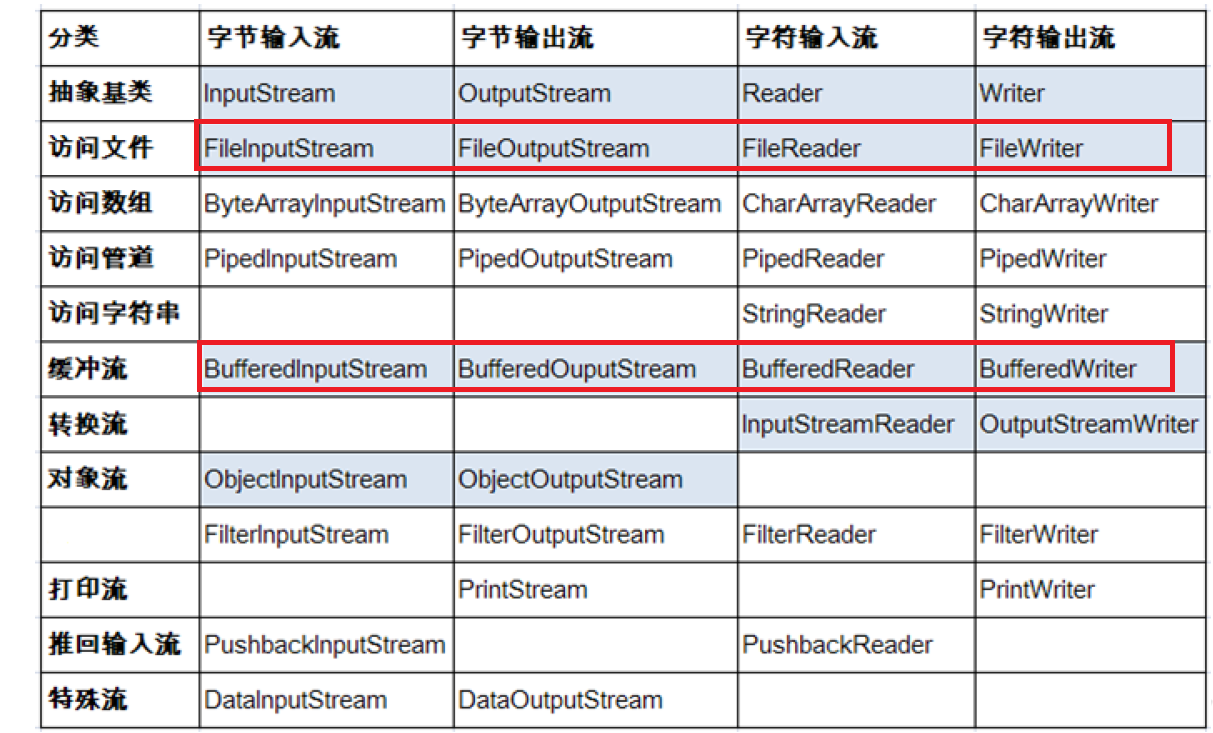 分类 字节输入流 字节输出流 字符输入流 字符输出流
抽象基类 InputStream OutputStream Reader Writer
访问文件 FileInputStream FileOutputStream FileReader FileWriter
访问数组 ByteArrayInputStream ByteArrayOutputStream CharArrayReader CharArrayWriter
访问管道 PipedInputStream PipedOutputStream PipedReader PipedWriter
访问字符串 StringReader StringWriter
缓冲流 BufferedInputStream BufferedOuputStream BufferedReader BufferedWriter
转换流 InputStreamReader OutputStreamWriter
对象流 ObjectInputStream ObjectOutputStream
FilterInputStream FilterOutputStream FilterReader FilterWriter
打印流 PrintStream PrintWriter
推回输入流 PushbackInputStream PushbackReader
特殊流 DataInputStream DataOutputStream